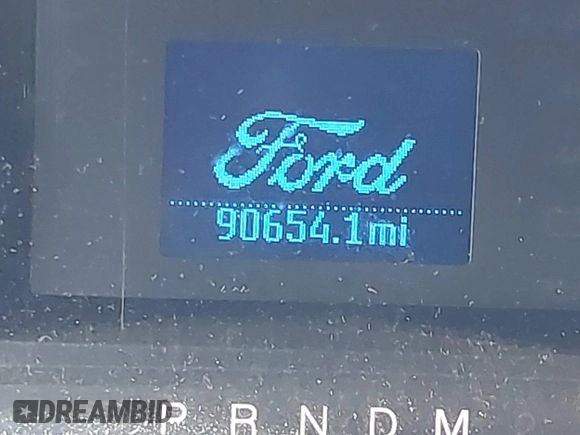 Ford
90654.1mi
P R N D M
DREAMBID